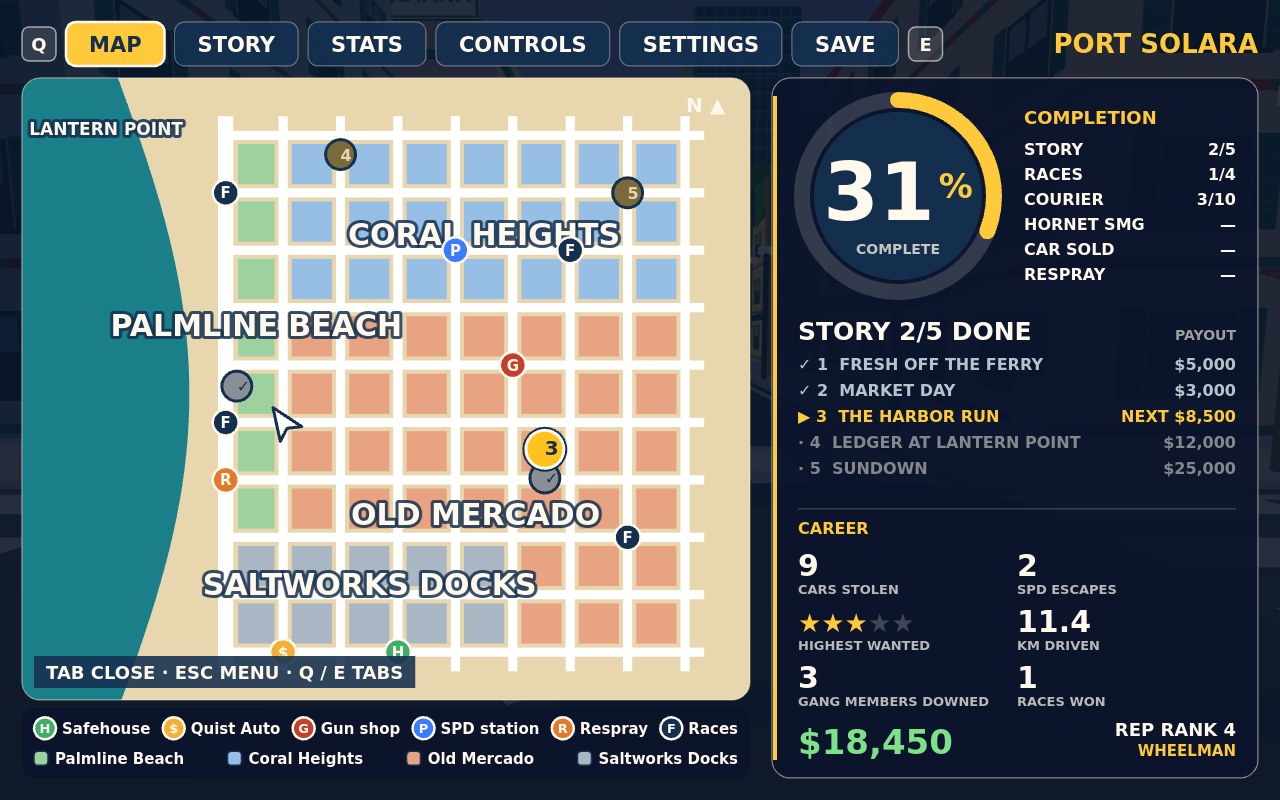 Q MAP STORY STATS CONTROLS SETTINGS SAVE E PORT SOLARA
N ▲
LANTERN POINT
4
F
5
CORAL HEIGHTS
P
F
PALMLINE BEACH
G
✓
F
3
✓
R
OLD MERCADO
F
SALTWORKS DOCKS
$
H
TAB CLOSE · ESC MENU · Q / E TABS
H Safehouse $ Quist Auto G Gun shop P SPD station R Respray F Races
Palmline Beach Coral Heights Old Mercado Saltworks Docks
31%
COMPLETE
COMPLETION
STORY 2/5
RACES 1/4
COURIER 3/10
HORNET SMG —
CAR SOLD —
RESPRAY —
STORY 2/5 DONE PAYOUT
✓ 1 FRESH OFF THE FERRY $5,000
✓ 2 MARKET DAY $3,000
▶ 3 THE HARBOR RUN NEXT $8,500
· 4 LEDGER AT LANTERN POINT $12,000
· 5 SUNDOWN $25,000
CAREER
9 2
CARS STOLEN SPD ESCAPES
★★★★★ 11.4
HIGHEST WANTED KM DRIVEN
3 1
GANG MEMBERS DOWNED RACES WON
$18,450 REP RANK 4
WHEELMAN